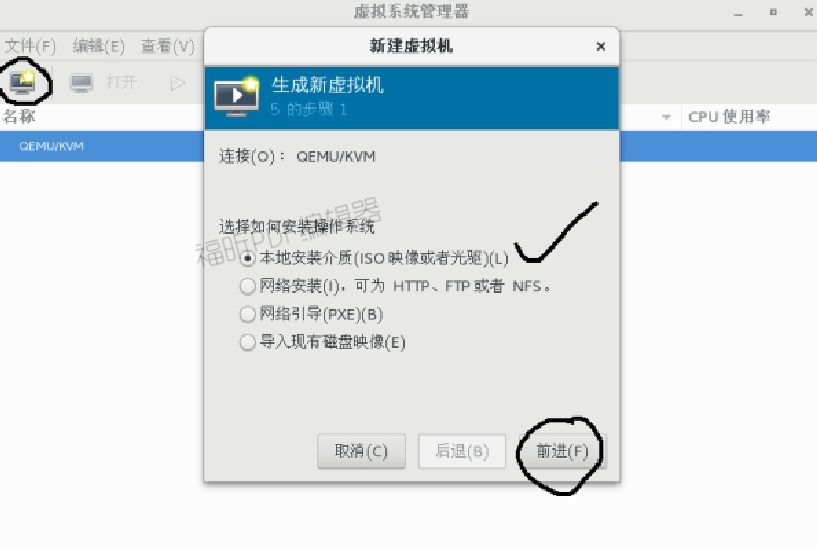 虚拟系统管理器
文件(F) 编辑(E) 查看(V)
打开
名称
CPU 使用率
QEMU/KVM
新建虚拟机
生成新虚拟机
5 的步骤 1
连接(O)： QEMU/KVM
选择如何安装操作系统
福昕PDF编辑器
本地安装介质(ISO 映像或者光驱)(L)
网络安装(I)，可为 HTTP、FTP 或者 NFS。
网络引导(PXE)(B)
导入现有磁盘映像(E)
取消(C) 后退(B) 前进(F)